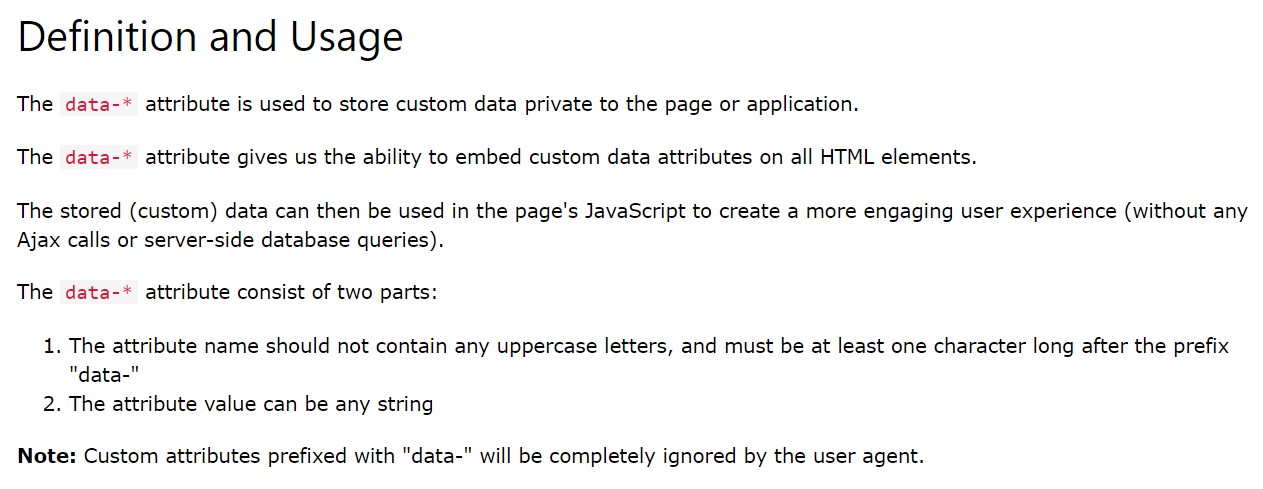 Definition and Usage
The data-* attribute is used to store custom data private to the page or application.
The data-* attribute gives us the ability to embed custom data attributes on all HTML elements.
The stored (custom) data can then be used in the page's JavaScript to create a more engaging user experience (without any
Ajax calls or server-side database queries).
The data-* attribute consist of two parts:
1. The attribute name should not contain any uppercase letters, and must be at least one character long after the prefix
"data-"
2. The attribute value can be any string
Note: Custom attributes prefixed with "data-" will be completely ignored by the user agent.